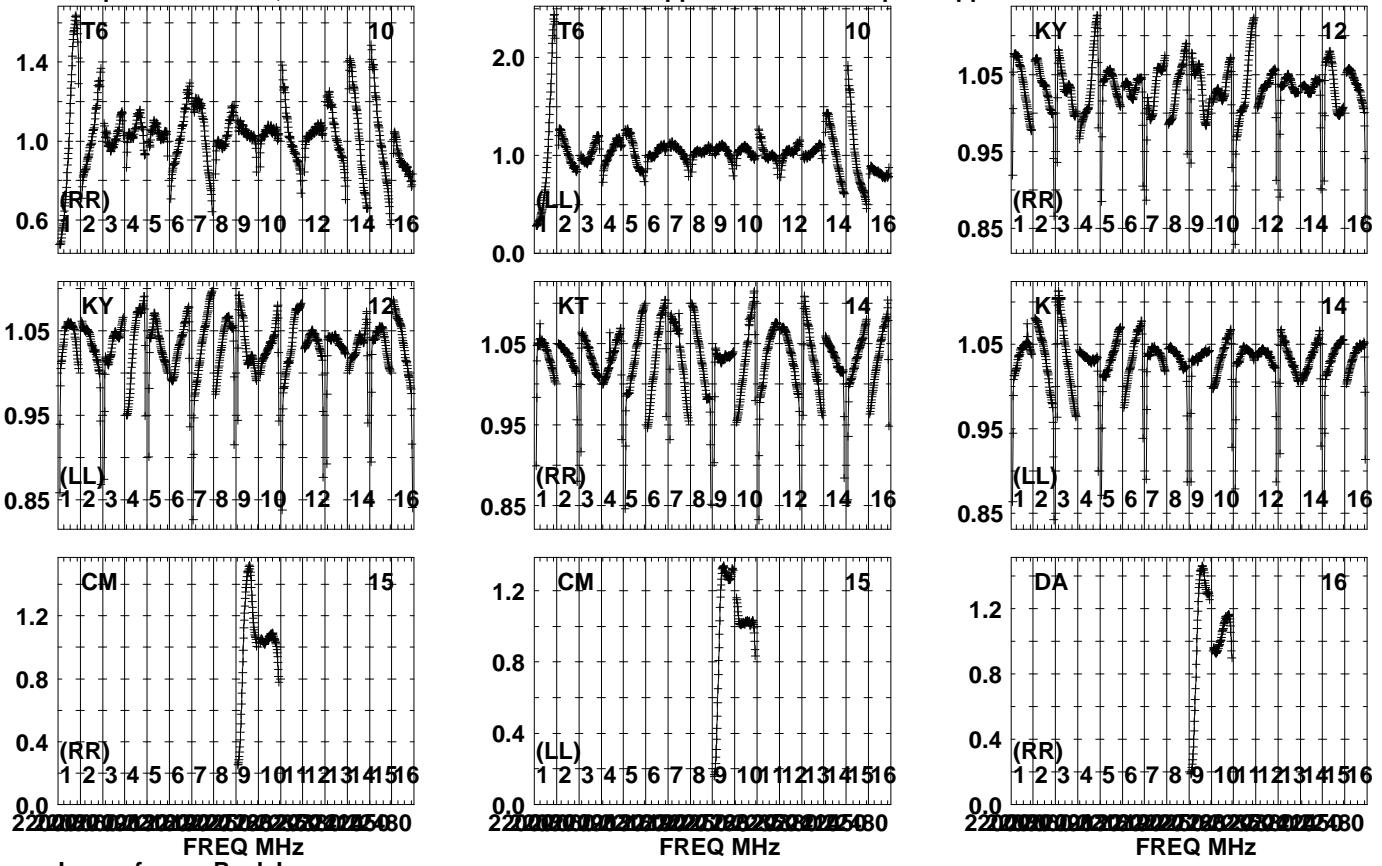 T6 10
1.4
1.0
0.6
(RR)
1 2 3 4 5 6 7 8 9 10 12 14 16
T6 10
2.0
1.0
0.0
(LL)
1 2 3 4 5 6 7 9 10 12 14 16
KY 12
1.05
0.95
0.85
(RR)
1 2 3 4 5 6 7 8 9 10 12 14 16
KY 12
1.05
0.95
0.85
(LL)
1 2 3 4 5 6 7 8 9 10 12 14 16
KT 14
1.05
0.95
0.85
(RR)
1 2 3 4 5 6 7 8 9 10 12 14 16
KT 14
1.05
0.95
0.85
(LL)
1 2 3 4 5 6 7 8 9 10 12 14 16
CM 15
1.2
0.8
0.4
0.0
(RR)
1 2 3 4 5 6 7 8 9 10 11 12 13 14 15 16
FREQ MHz
CM 15
1.2
0.8
0.4
0.0
(LL)
1 2 3 4 5 6 7 8 9 10 11 12 13 14 15 16
FREQ MHz
DA 16
1.2
0.8
0.4
0.0
(RR)
1 2 3 4 5 6 7 8 9 10 11 12 13 14 15 16
FREQ MHz